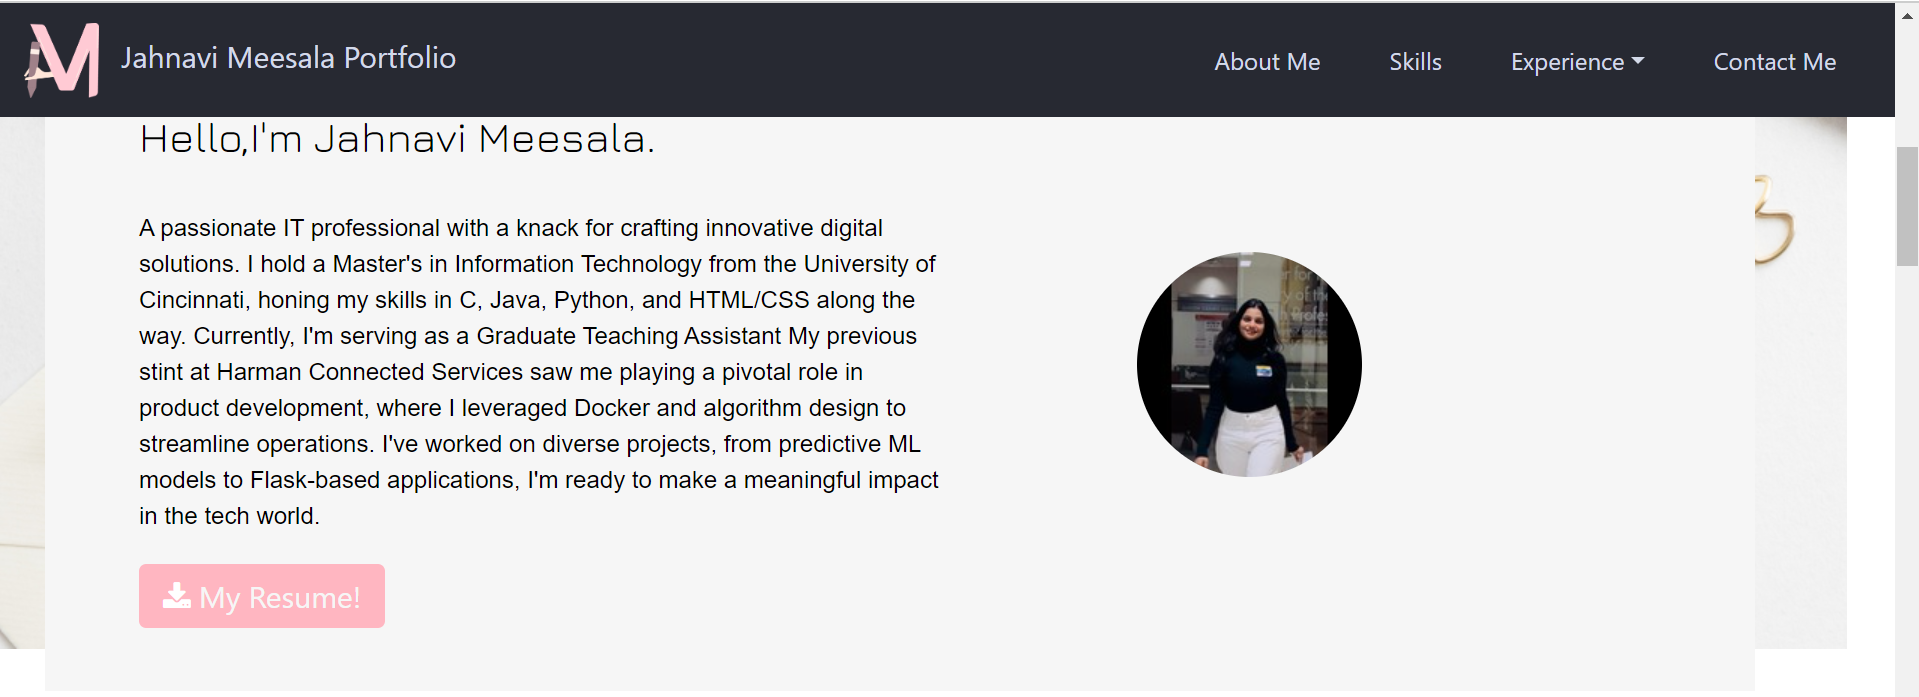 M
Jahnavi Meesala Portfolio
About Me
Skills
Experience
Contact Me
Hello,I'm Jahnavi Meesala.
A passionate IT professional with a knack for crafting innovative digital
solutions. I hold a Master's in Information Technology from the University of
Cincinnati, honing my skills in C, Java, Python, and HTML/CSS along the
way. Currently, I'm serving as a Graduate Teaching Assistant My previous
stint at Harman Connected Services saw me playing a pivotal role in
product development, where I leveraged Docker and algorithm design to
streamline operations. I've worked on diverse projects, from predictive ML
models to Flask-based applications, I'm ready to make a meaningful impact
in the tech world.
My Resume!